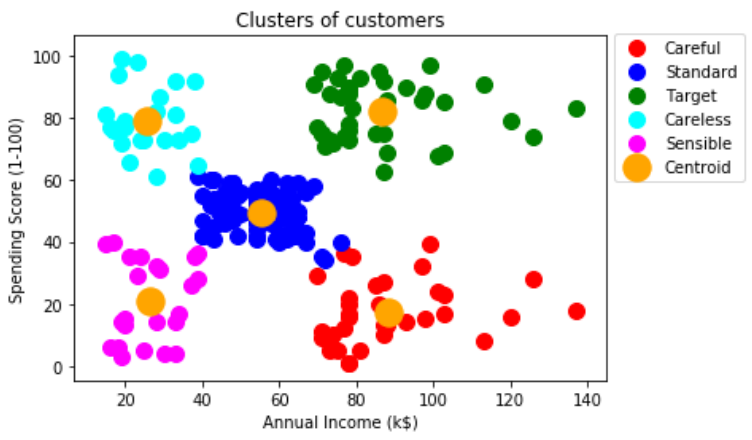 Clusters of customers
Spending Score (1-100)
100
80
60
40
20
0
20 40 60 80 100 120 140
Annual Income (k$)
Careful
Standard
Target
Careless
Sensible
Centroid